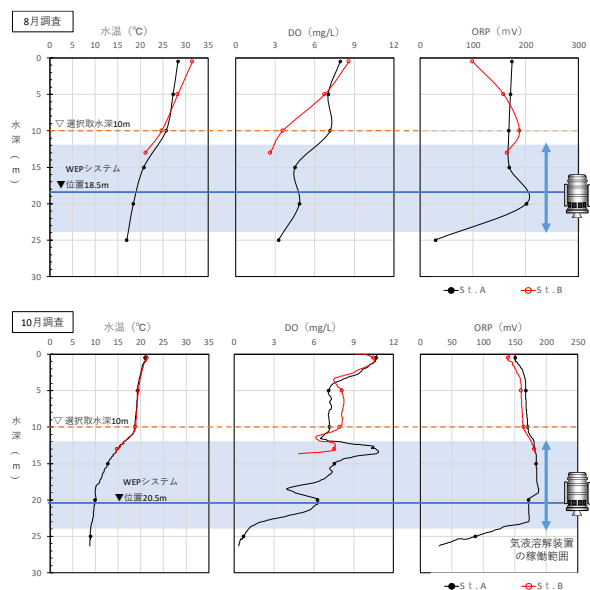 8月調査
水温（℃）
DO（mg/L）
ORP（mV）
0 5 10 15 20 25 30 35
0 3 6 9 12
0 100 200 300
0
5
10
15
20
25
30
水深（m）
▽ 選択取水深10m
WEPシステム
▼位置18.5m
Ｓｔ.Ａ Ｓｔ.Ｂ
10月調査
水温（℃）
DO（mg/L）
ORP（mV）
0 5 10 15 20 25 30 35
0 3 6 9 12
0 50 100 150 200 250
0
5
10
15
20
25
30
水深（m）
▽ 選択取水深10m
WEPシステム
▼位置20.5m
気液溶解装置
の稼働範囲
Ｓｔ.Ａ Ｓｔ.Ｂ